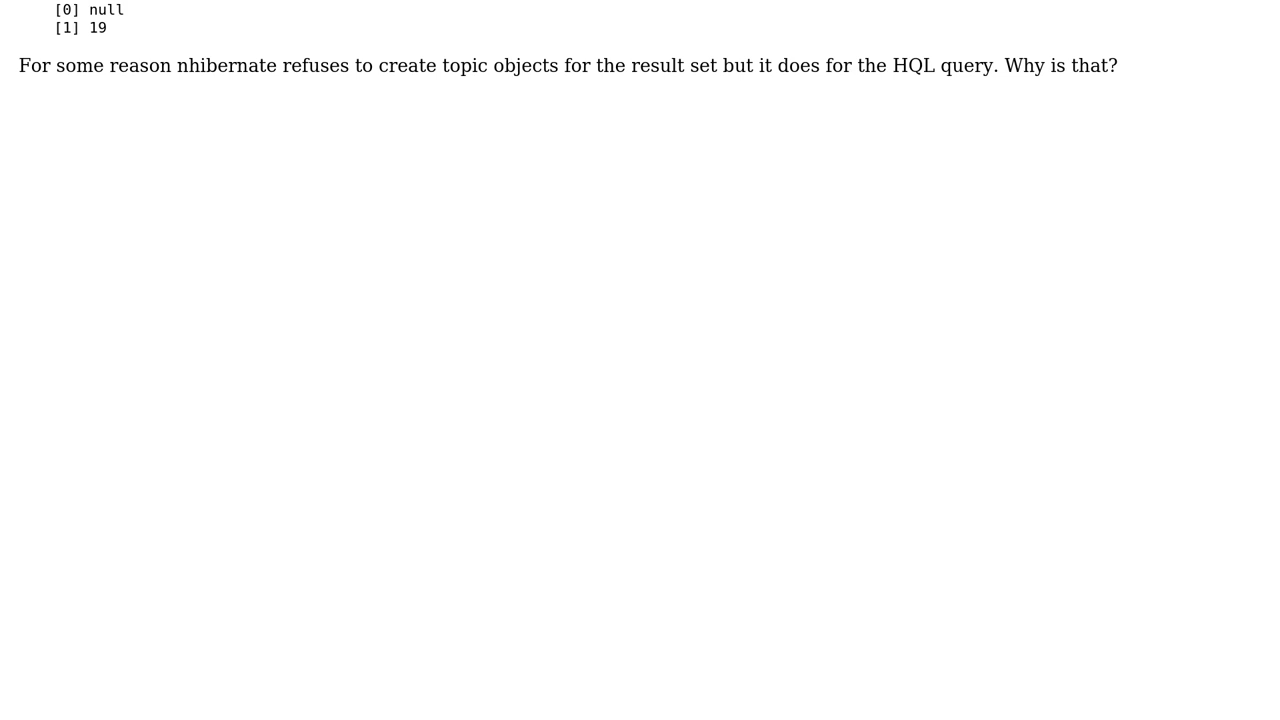 [0] null
[1] 19
For some reason nhibernate refuses to create topic objects for the result set but it does for the HQL query. Why is that?